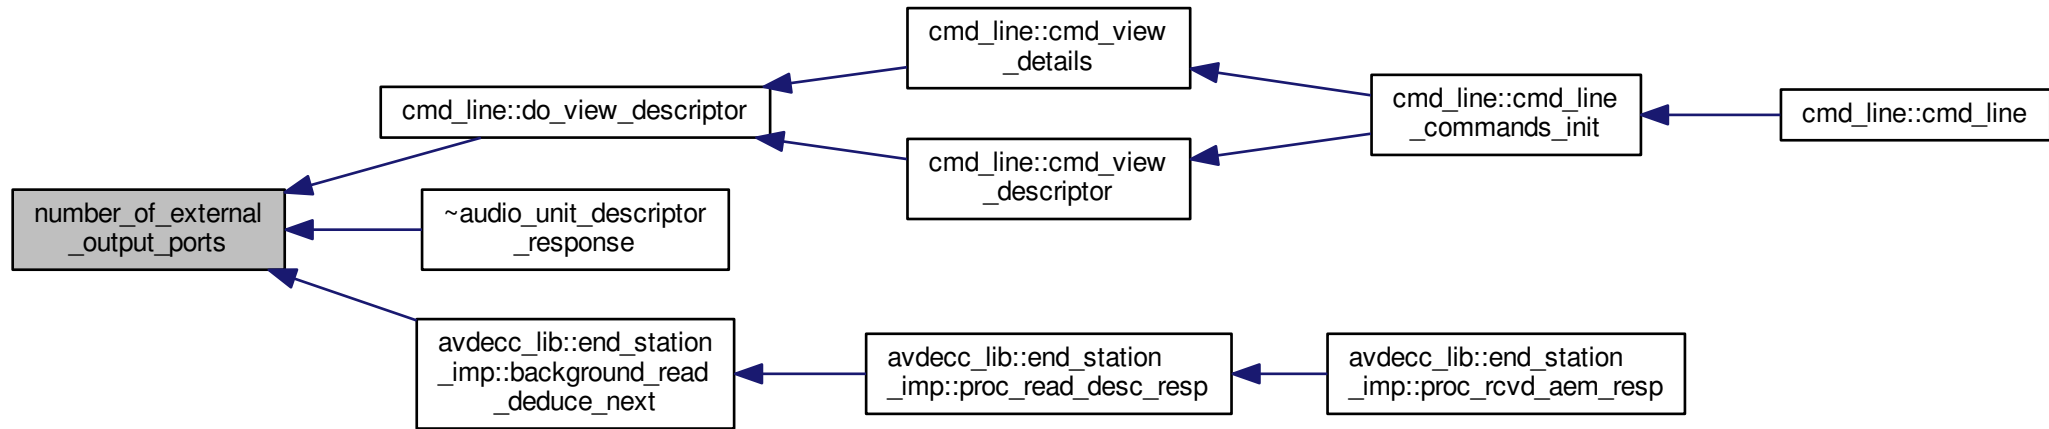 cmd_line::cmd_view
_details
cmd_line::do_view_descriptor
cmd_line::cmd_line
_commands_init
cmd_line::cmd_line
cmd_line::cmd_view
_descriptor
number_of_external
_output_ports
~audio_unit_descriptor
_response
avdecc_lib::end_station
_imp::background_read
_deduce_next
avdecc_lib::end_station
_imp::proc_read_desc_resp
avdecc_lib::end_station
_imp::proc_rcvd_aem_resp